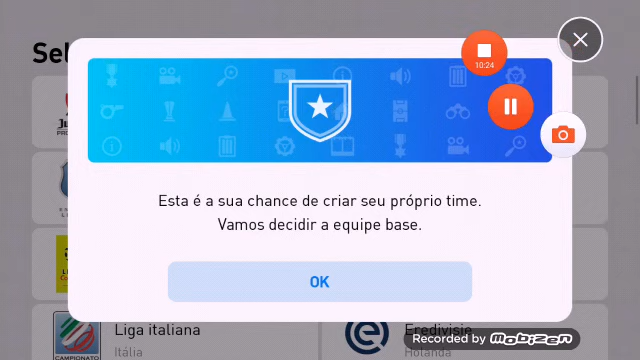 Sel
10:24
Esta é a sua chance de criar seu próprio time.
Vamos decidir a equipe base.
OK
Liga italiana
Itália
CAMPIONATO
Eredivisie
Holanda
Recorded by Mobizen